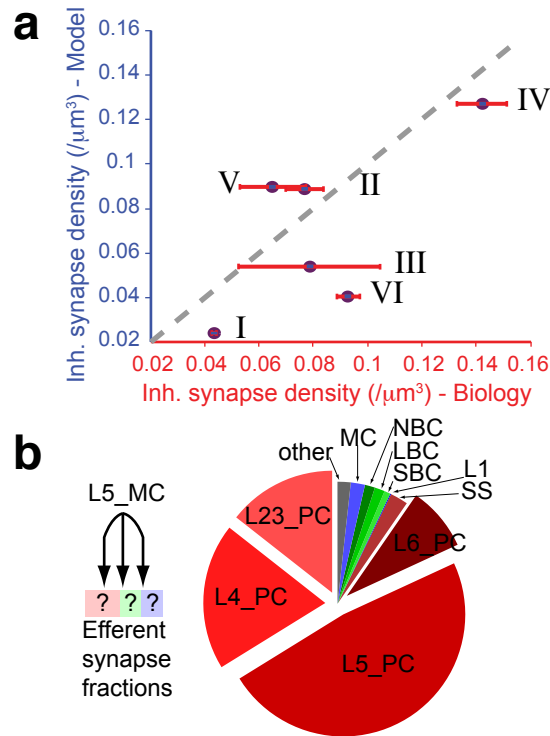 a
Inh. synapse density (/µm³) - Model
0.16
0.14
0.12
0.1
0.08
0.06
0.04
0.02
IV
V
II
III
VI
I
0.02 0.04 0.06 0.08 0.1 0.12 0.14 0.16
Inh. synapse density (/µm³) - Biology
b
L5_MC
? ? ?
Efferent
synapse
fractions
other
MC
NBC
LBC
SBC
L1
SS
L23_PC
L6_PC
L4_PC
L5_PC